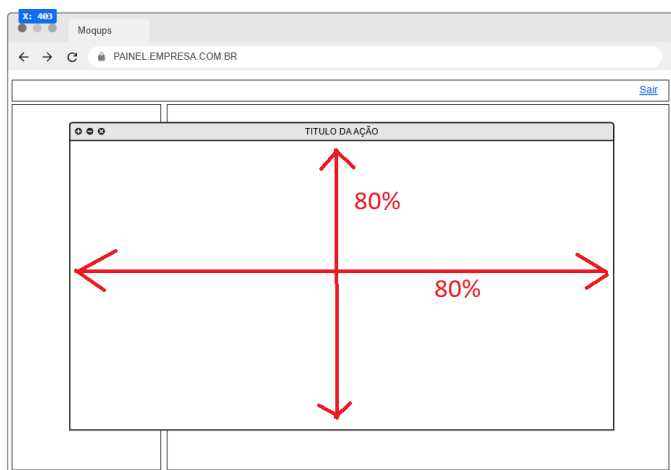 X: 403
Moqups
PAINEL.EMPRESA.COM.BR
Sair
TITULO DA AÇÃO
80%
80%